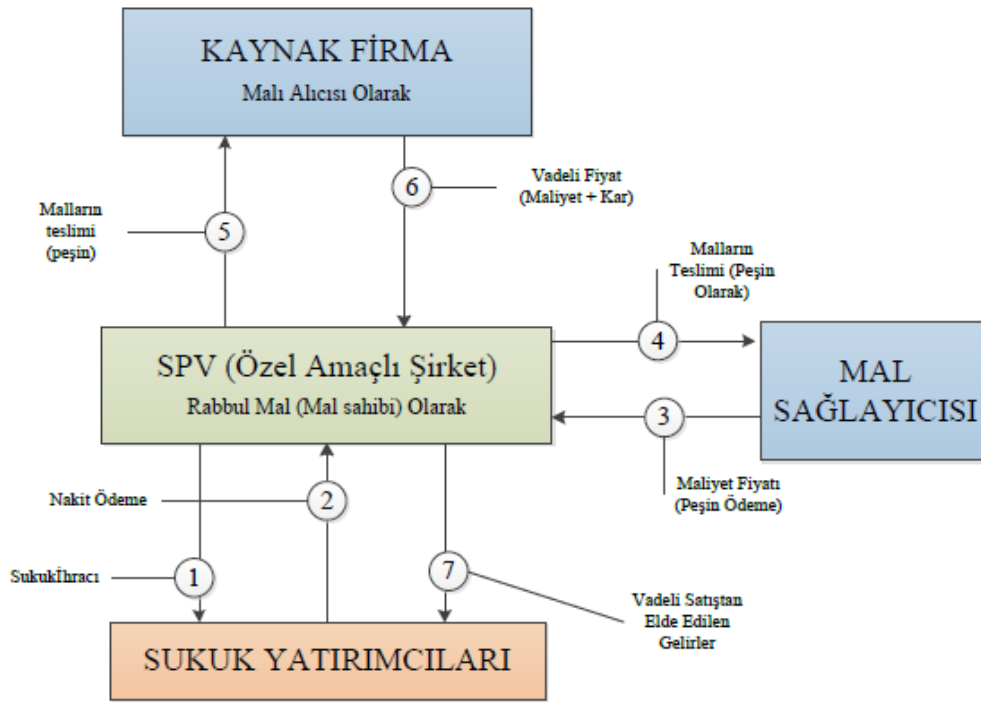 KAYNAK FİRMA
Malı Alıcısı Olarak
6
Vadeli Fiyat
(Maliyet + Kar)
Malların
teslimi
(peşin)
5
Malların
Teslimi (Peşin
Olarak)
4
SPV (Özel Amaçlı Şirket)
Rabbul Mal (Mal sahibi) Olarak
MAL
SAĞLAYICISI
3
Maliyet Fiyatı
(Peşin Ödeme)
Nakit Ödeme
2
Sukukİhracı
1
7
Vadeli Satıştan
Elde Edilen
Gelirler
SUKUK YATIRIMCILARI